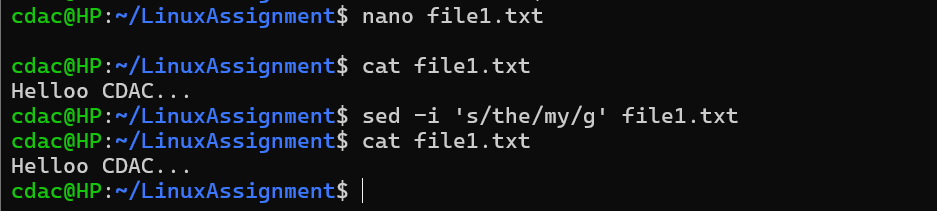 cdac@HP:~/LinuxAssignment$ nano file1.txt
cdac@HP:~/LinuxAssignment$ cat file1.txt
Helloo CDAC...
cdac@HP:~/LinuxAssignment$ sed -i 's/the/my/g' file1.txt
cdac@HP:~/LinuxAssignment$ cat file1.txt
Helloo CDAC...
cdac@HP:~/LinuxAssignment$